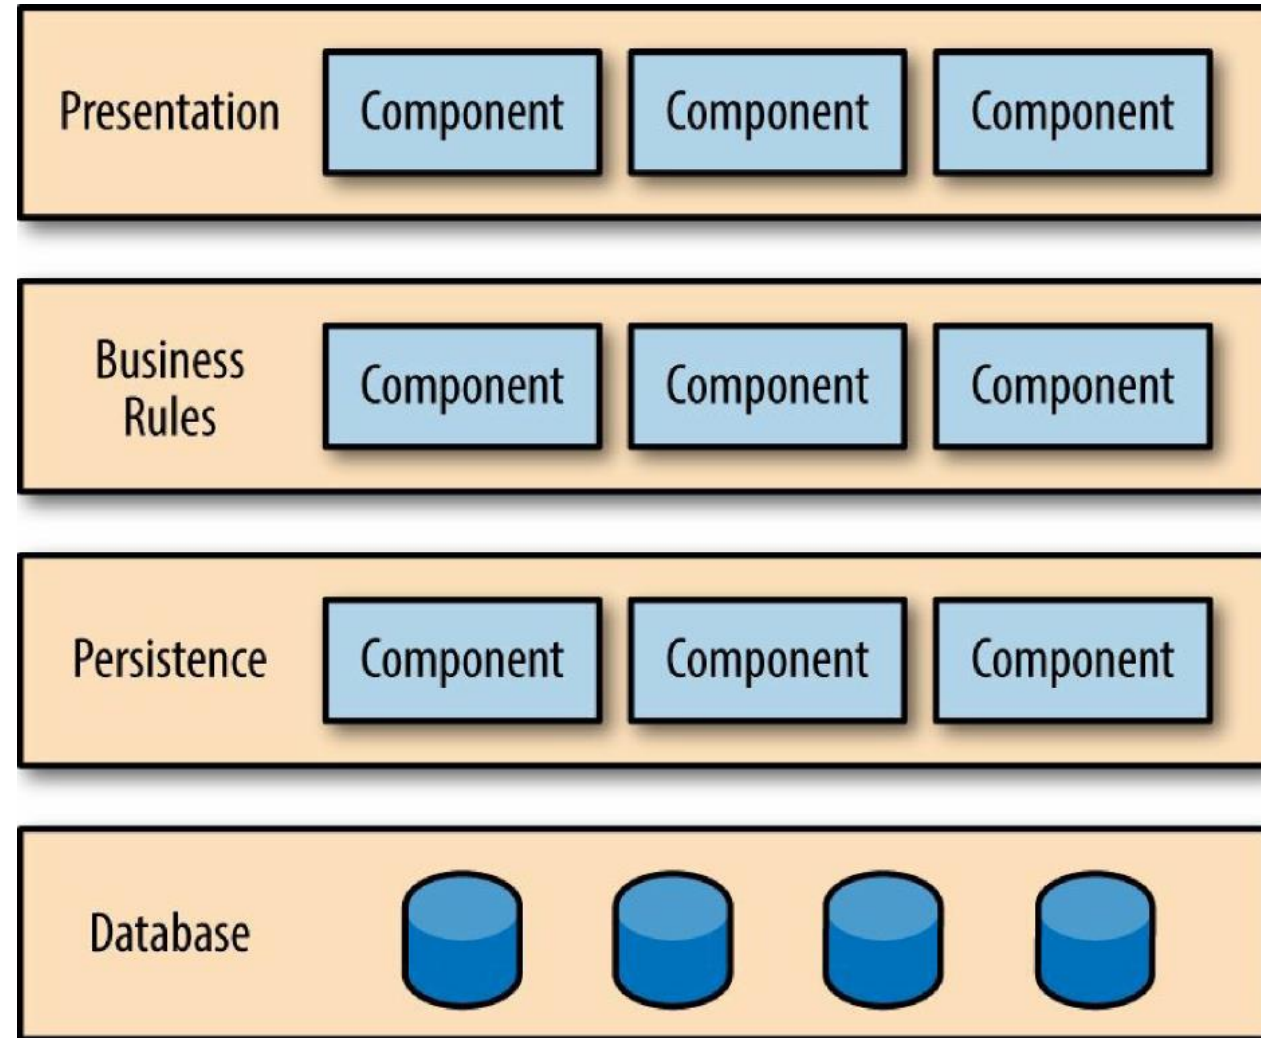 Presentation Component Component Component
Business
Rules
Component Component Component
Persistence Component Component Component
Database